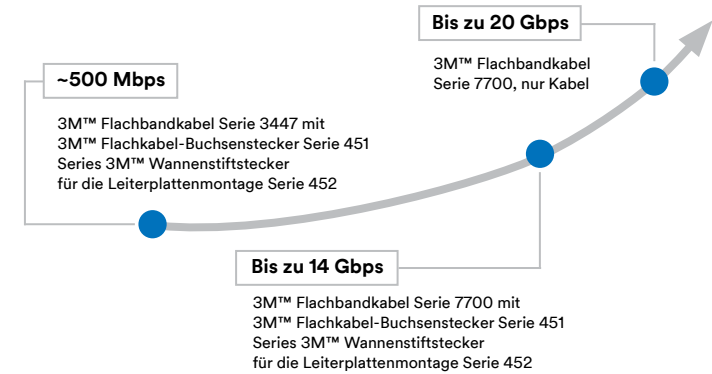 ~500 Mbps
3M™ Flachbandkabel Serie 3447 mit
3M™ Flachkabel-Buchsenstecker Serie 451
Series 3M™ Wannenstiftstecker
für die Leiterplattenmontage Serie 452
Bis zu 14 Gbps
3M™ Flachbandkabel Serie 7700 mit
3M™ Flachkabel-Buchsenstecker Serie 451
Series 3M™ Wannenstiftstecker
für die Leiterplattenmontage Serie 452
Bis zu 20 Gbps
3M™ Flachbandkabel
Serie 7700, nur Kabel